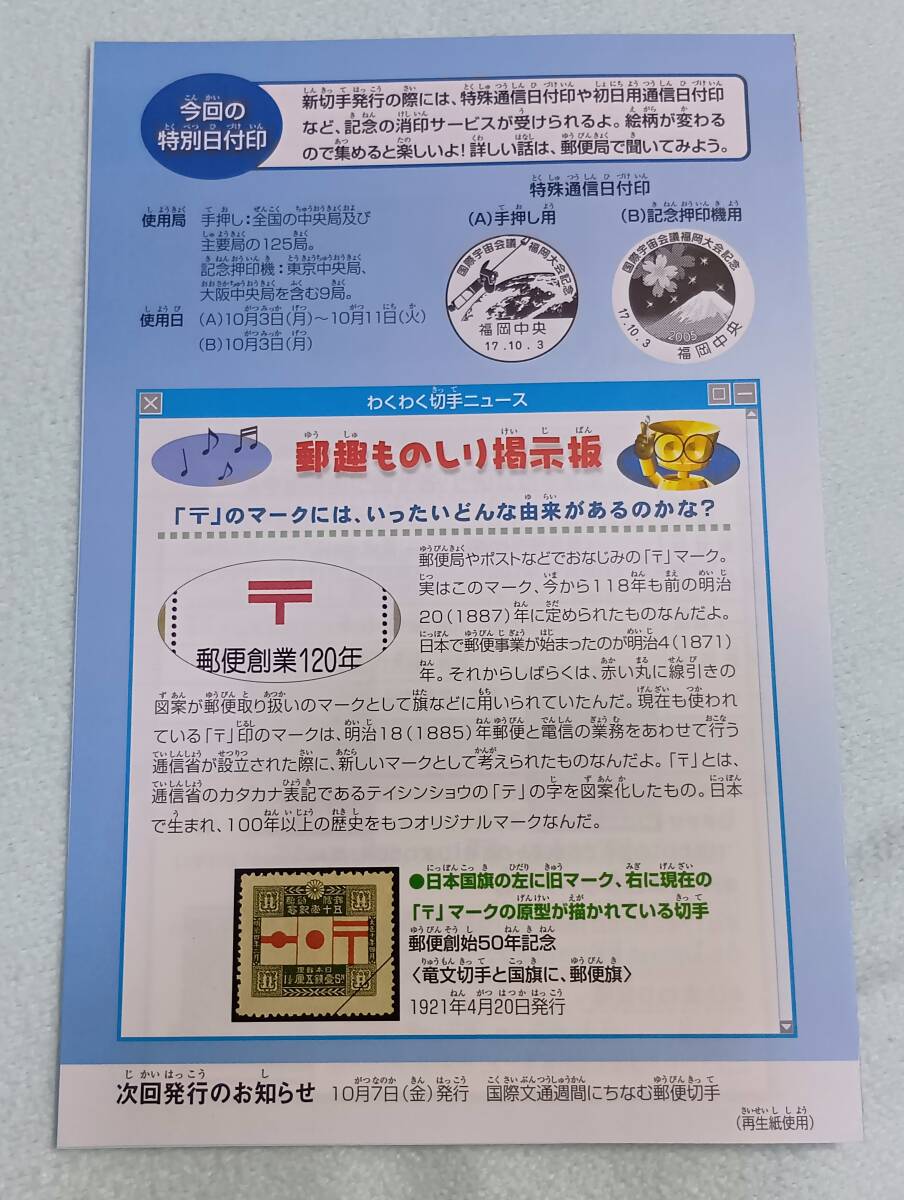 今回の
特別日付印
新切手発行の際には、特殊通信日付印や初日用通信日付印
など、記念の消印サービスが受けられるよ。絵柄が変わる
ので集めると楽しいよ！詳しい話は、郵便局で聞いてみよう。
使用局 手押し：全国の中央局及び
主要局の125局。
記念押印機：東京中央局、
大阪中央局を含む9局。
使用日 (A)10月3日(月)～10月11日(火)
(B)10月3日(月)
特殊通信日付印
(A)手押し用
(B)記念押印機用
国際宇宙会議 福岡大会記念
福岡中央
17.10.3
国際宇宙会議福岡大会記念
17.10.3
2005
福岡中央
わくわく切手ニュース
郵趣ものしり掲示板
「〒」のマークには、いったいどんな由来があるのかな？
〒
郵便創業120年
郵便局やポストなどでおなじみの「〒」マーク。
実はこのマーク、今から118年も前の明治
20(1887)年に定められたものなんだよ。
日本で郵便事業が始まったのが明治4(1871)
年。それからしばらくは、赤い丸に線引きの
図案が郵便取り扱いのマークとして旗などに用いられていたんだ。現在も使われ
ている「〒」印のマークは、明治18(1885)年郵便と電信の業務をあわせて行う
逓信省が設立された際に、新しいマークとして考えられたものなんだよ。「〒」とは、
逓信省のカタカナ表記であるテイシンショウの「テ」の字を図案化したもの。日本
で生まれ、100年以上の歴史をもつオリジナルマークなんだ。
●日本国旗の左に旧マーク、右に現在の
「〒」マークの原型が描かれている切手
郵便創始50年記念
〈竜文切手と国旗に、郵便旗〉
1921年4月20日発行
次回発行のお知らせ 10月7日(金)発行 国際文通週間にちなむ郵便切手
(再生紙使用)